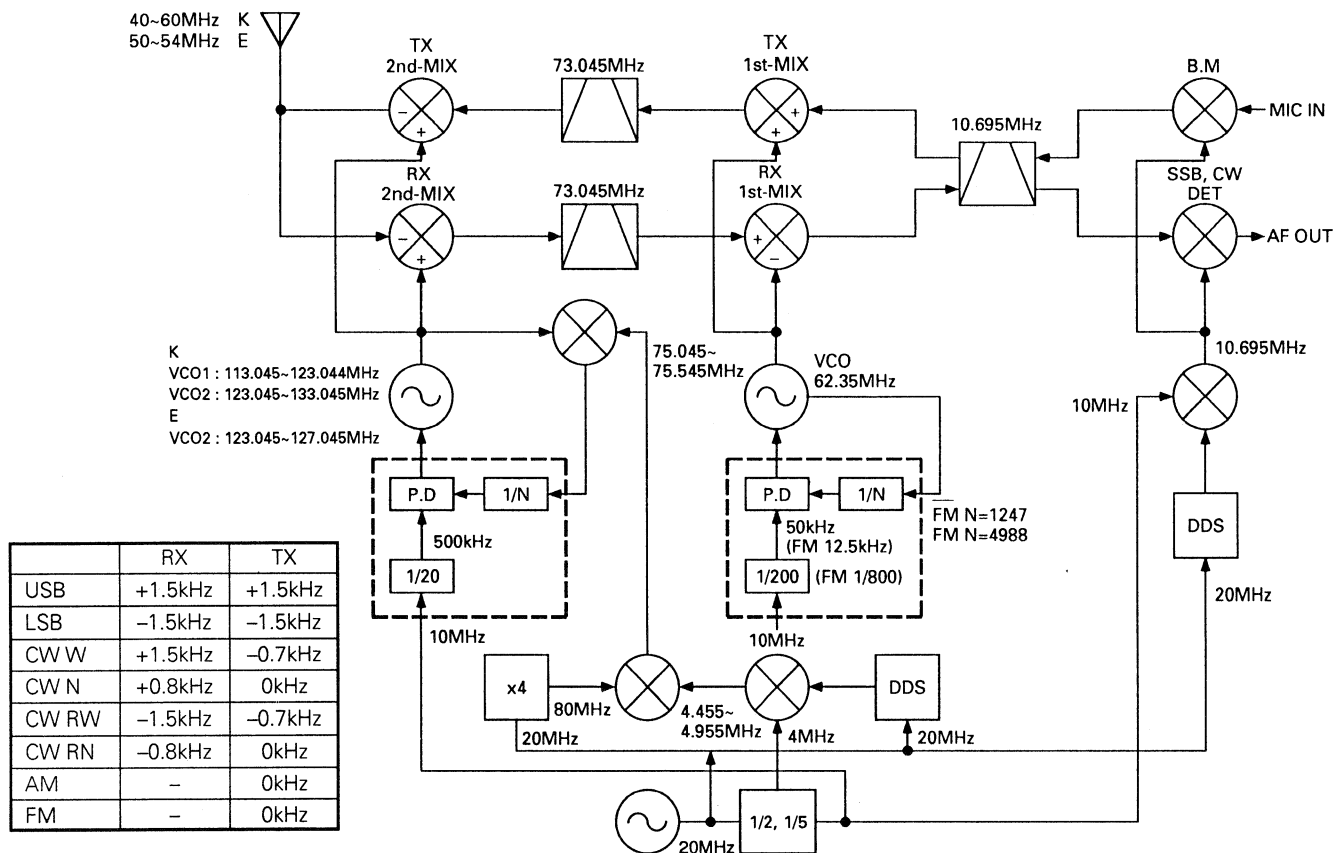 40~60MHz K
50~54MHz E
TX
2nd-MIX
73.045MHz
TX
1st-MIX
B.M
MIC IN
- +
+ +
10.695MHz
RX
2nd-MIX
73.045MHz
RX
1st-MIX
SSB, CW
DET
AF OUT
- +
+ -
K
VCO1 : 113.045~123.044MHz
VCO2 : 123.045~133.045MHz
E
VCO2 : 123.045~127.045MHz
75.045~
75.545MHz
VCO
62.35MHz
10.695MHz
10MHz
P.D
1/N
500kHz
1/20
10MHz
P.D
1/N
50kHz
(FM 12.5kHz)
1/200
(FM 1/800)
10MHz
F̅M̅ N=1247
FM N=4988
DDS
20MHz
x4
80MHz
20MHz
4.455~
4.955MHz
4MHz
DDS
20MHz
20MHz
1/2, 1/5
RX TX
USB +1.5kHz +1.5kHz
LSB –1.5kHz –1.5kHz
CW W +1.5kHz –0.7kHz
CW N +0.8kHz 0kHz
CW RW –1.5kHz –0.7kHz
CW RN –0.8kHz 0kHz
AM – 0kHz
FM – 0kHz